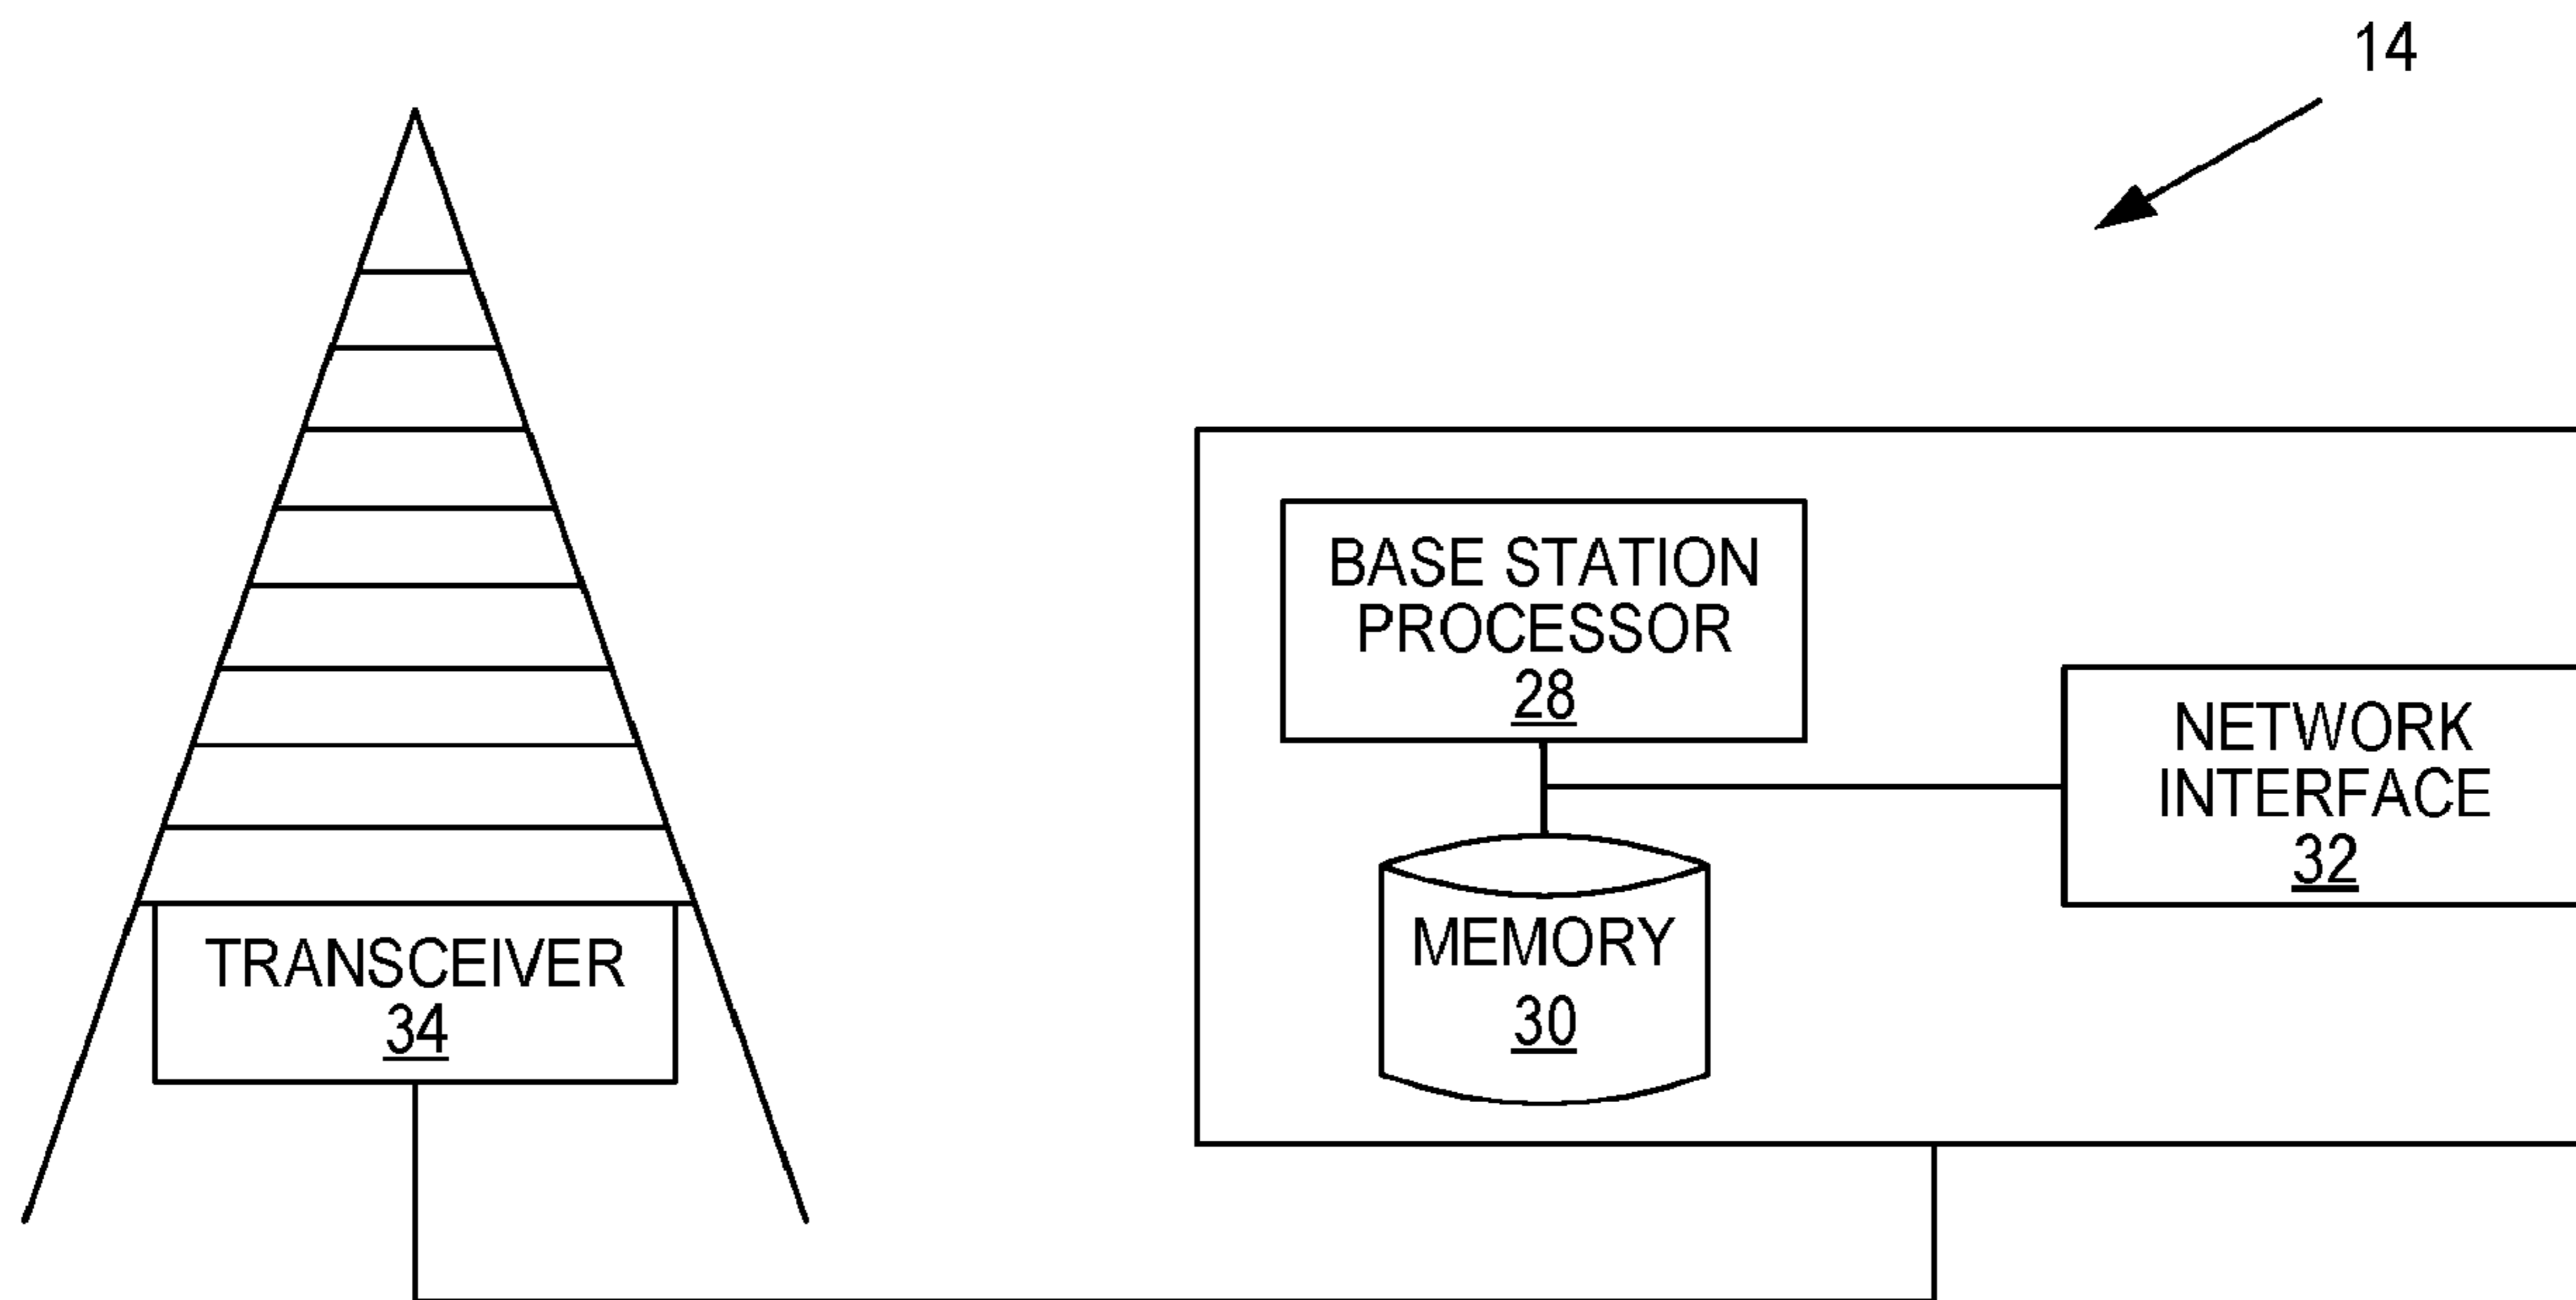 14
BASE STATION
PROCESSOR
28
NETWORK
INTERFACE
32
MEMORY
30
TRANSCEIVER
34